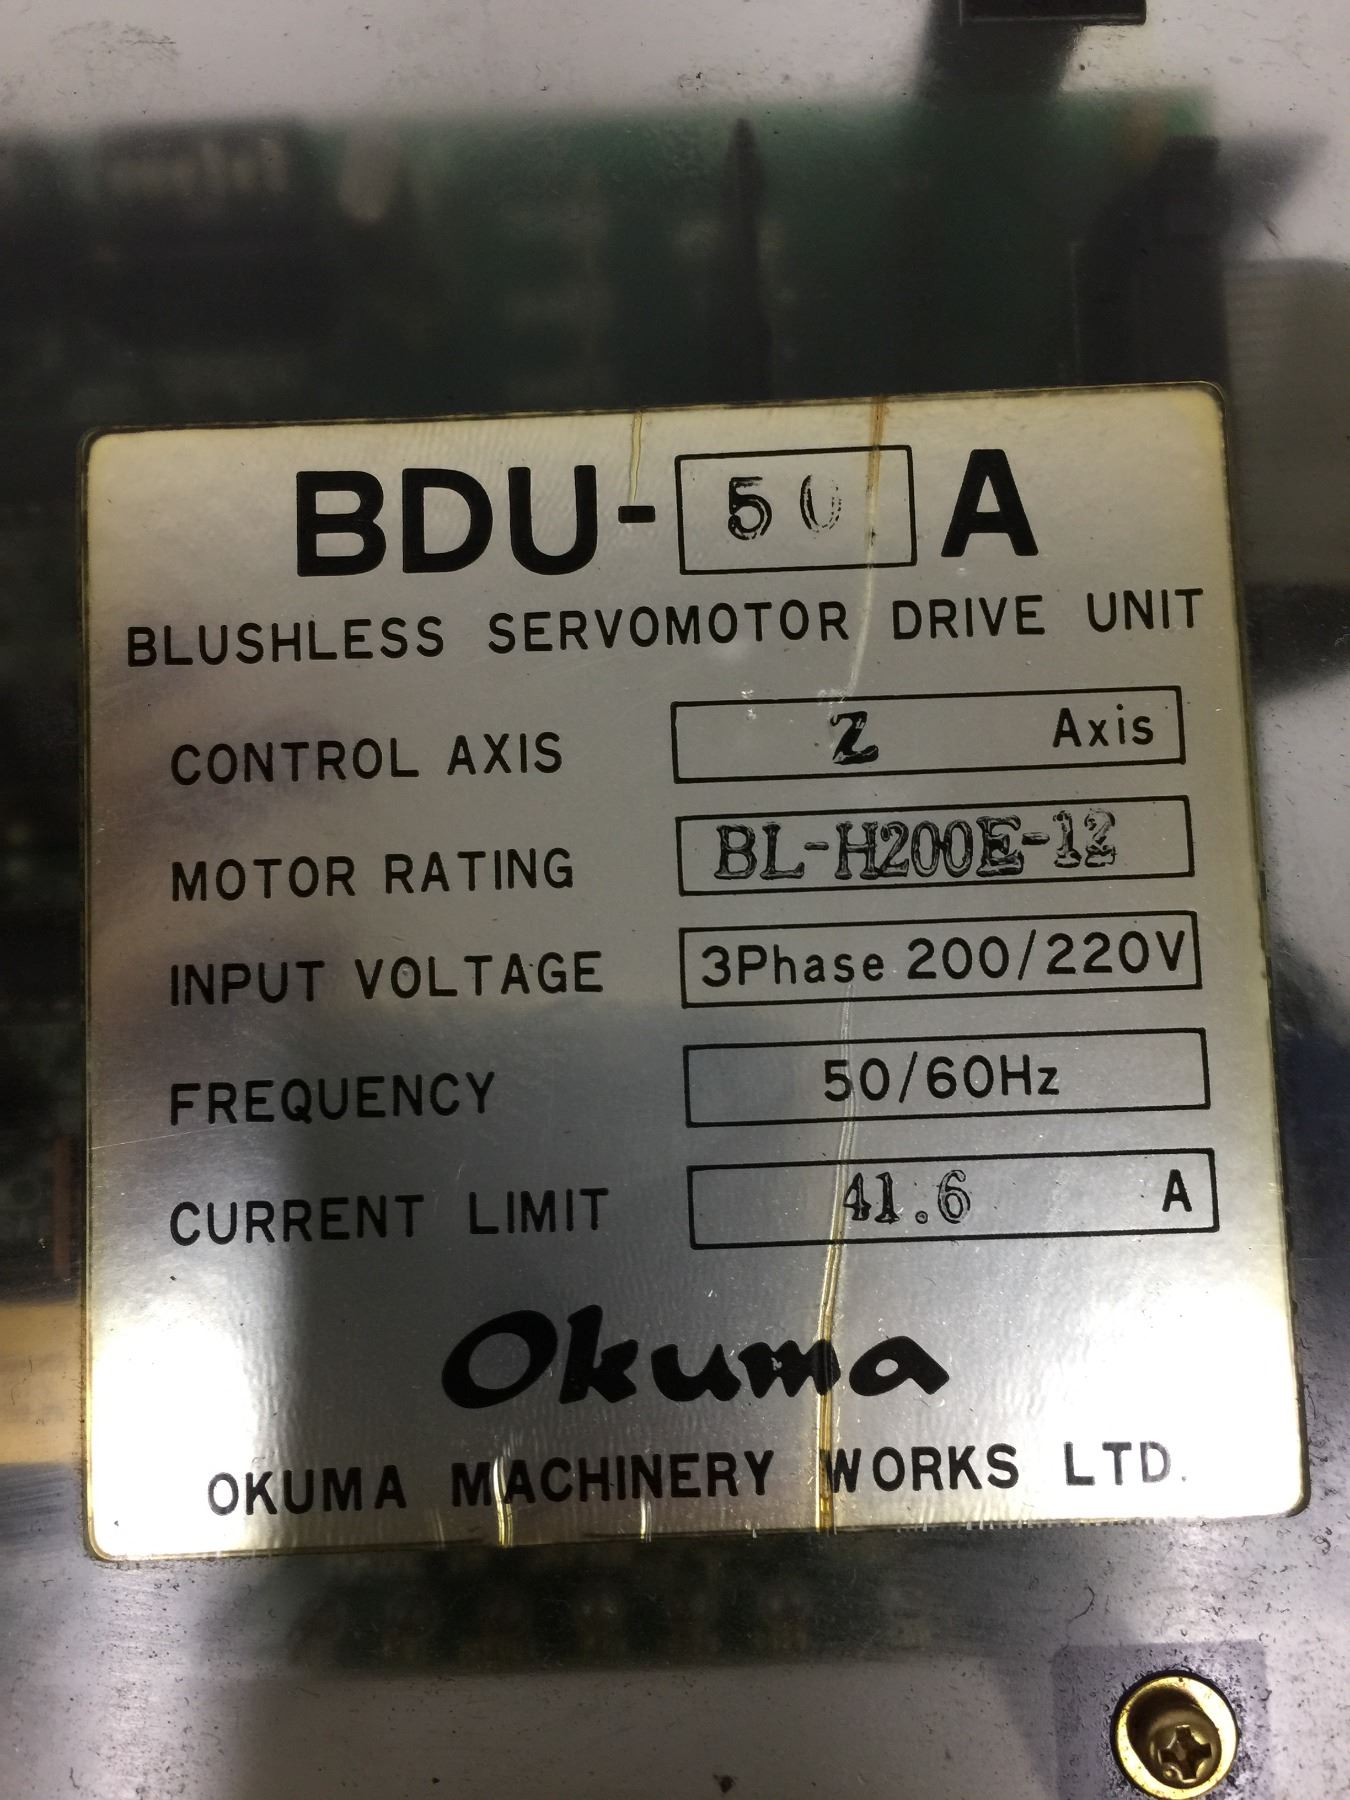 BDU-50A
BLUSHLESS SERVOMOTOR DRIVE UNIT
CONTROL AXIS Z Axis
MOTOR RATING BL-H200E-12
INPUT VOLTAGE 3Phase 200/220V
FREQUENCY 50/60Hz
CURRENT LIMIT 41.6 A
Okuma
OKUMA MACHINERY WORKS LTD.